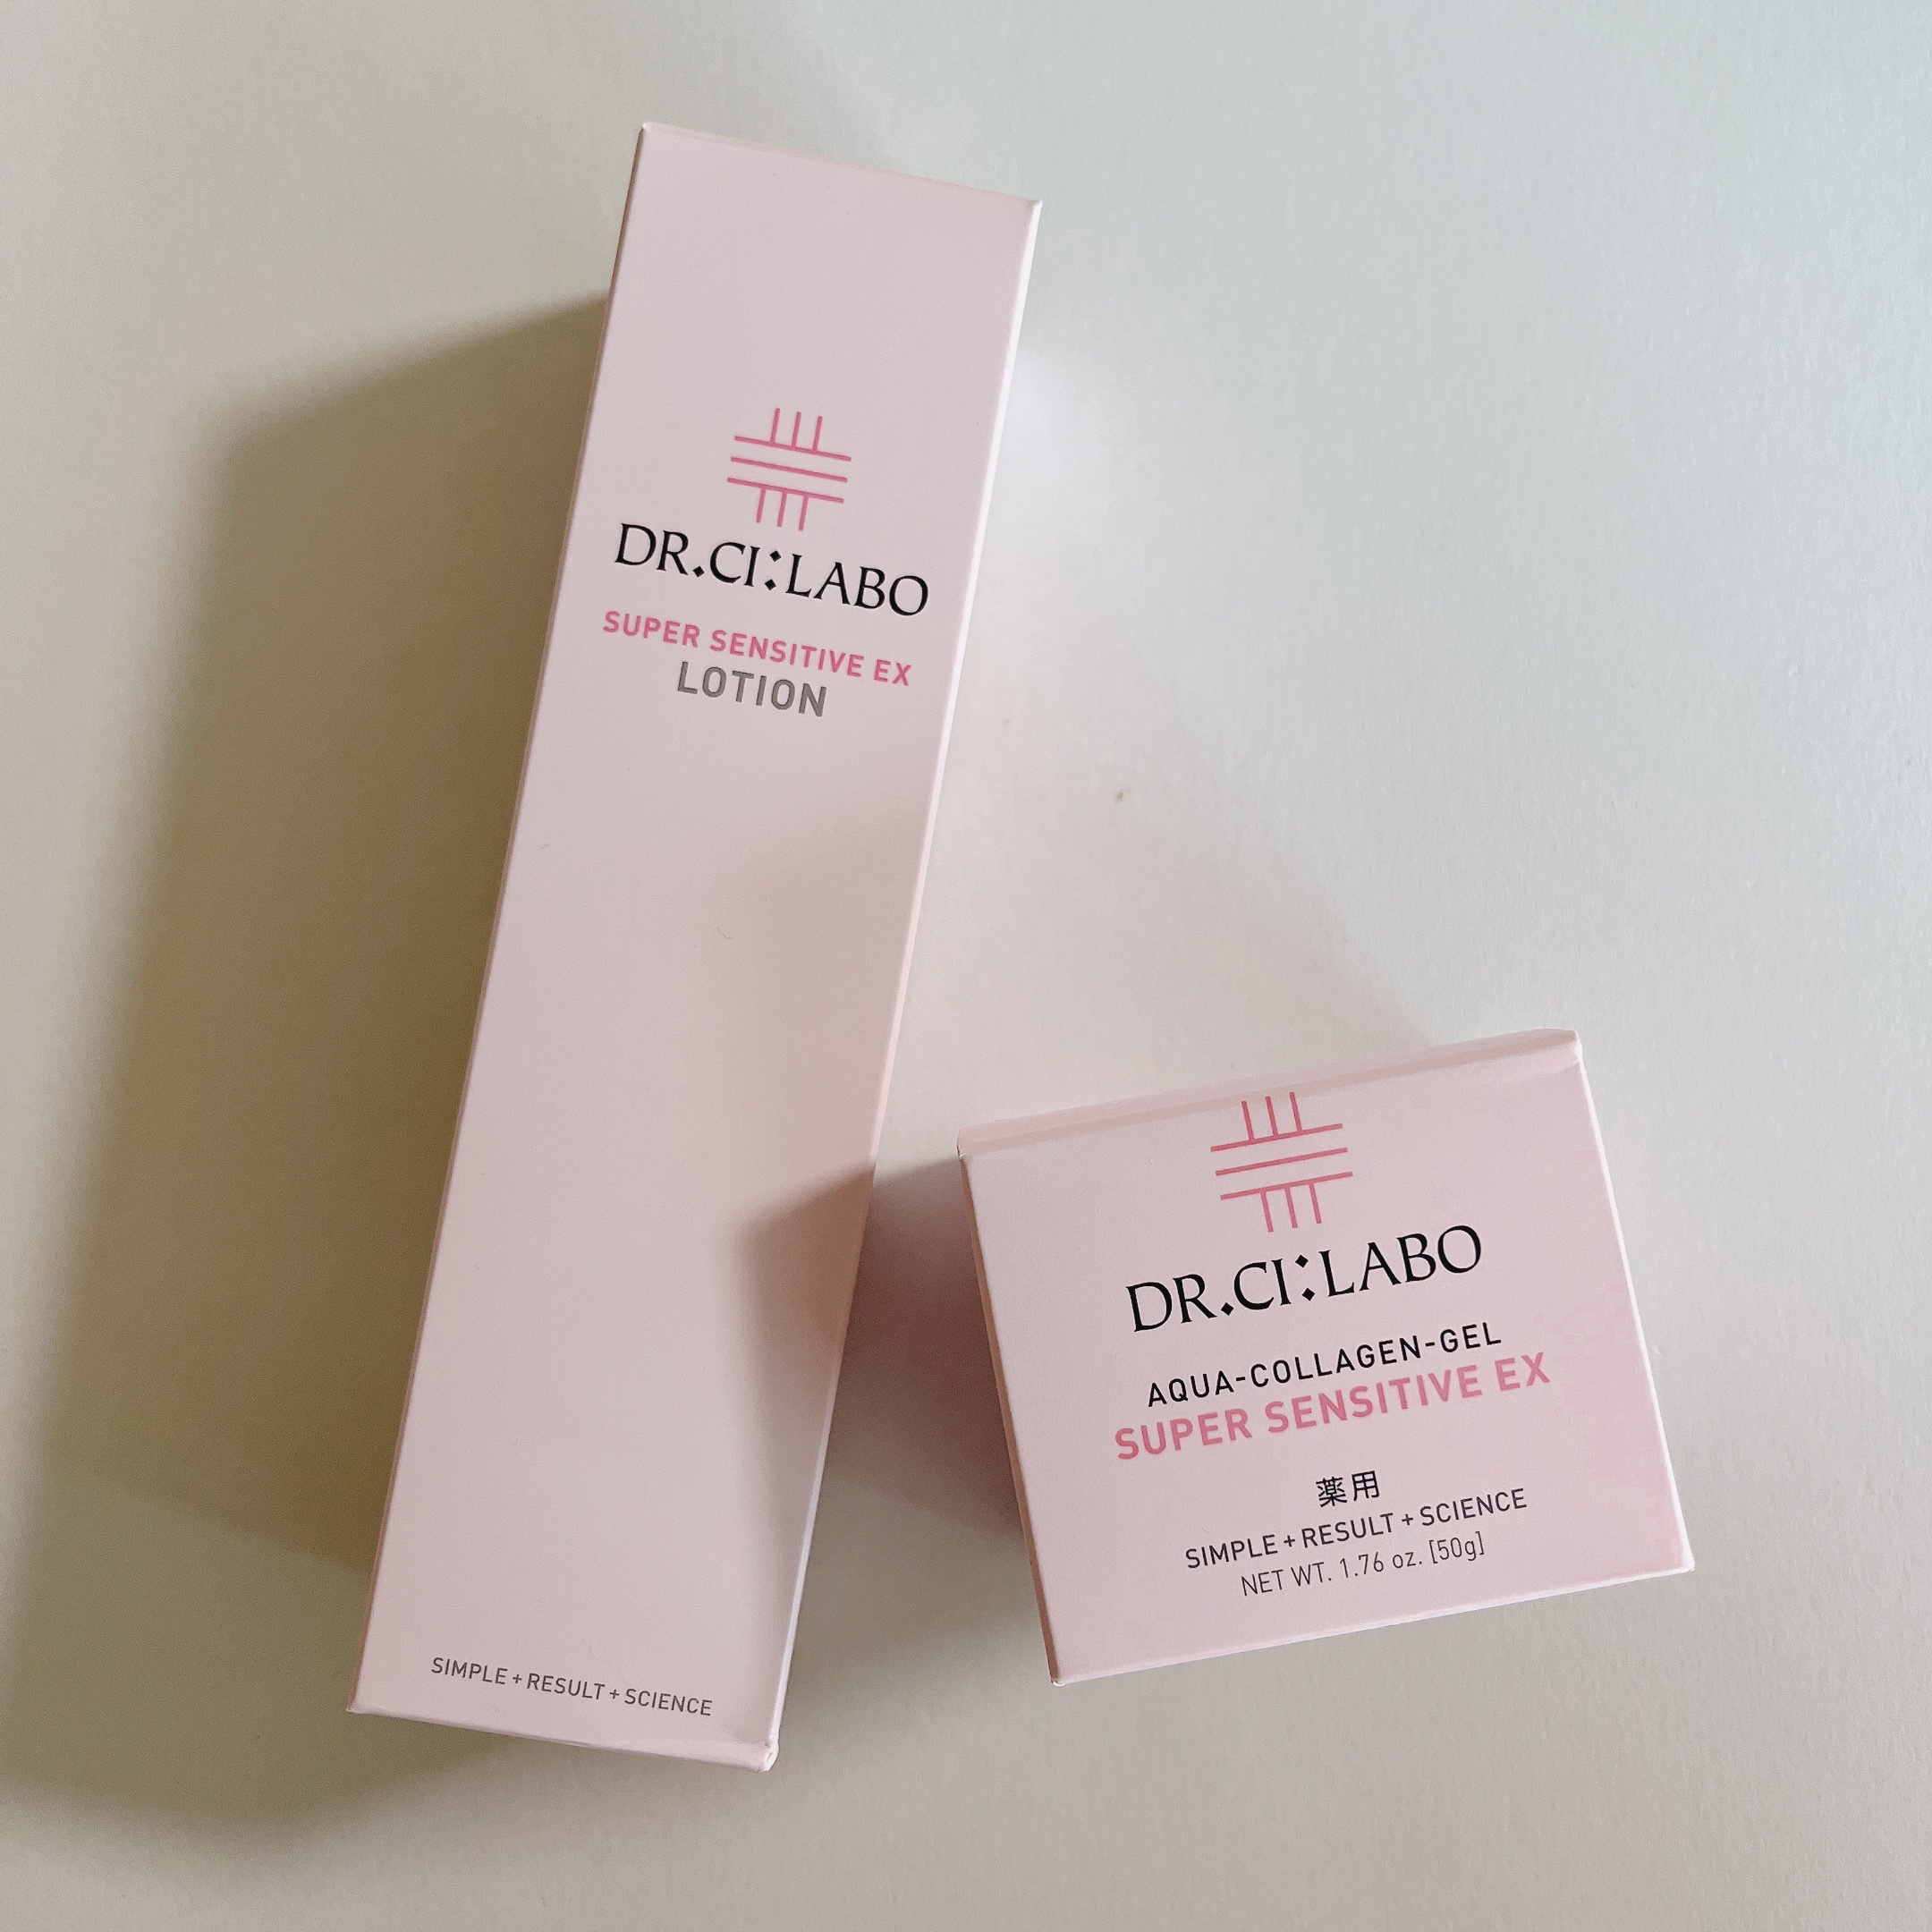 DR.CI:LABO
SUPER SENSITIVE EX
LOTION
SIMPLE+RESULT+SCIENCE
DR.CI:LABO
AQUA-COLLAGEN-GEL
SUPER SENSITIVE EX
薬用
SIMPLE+RESULT+SCIENCE
NET WT. 1.76 oz. [50g]